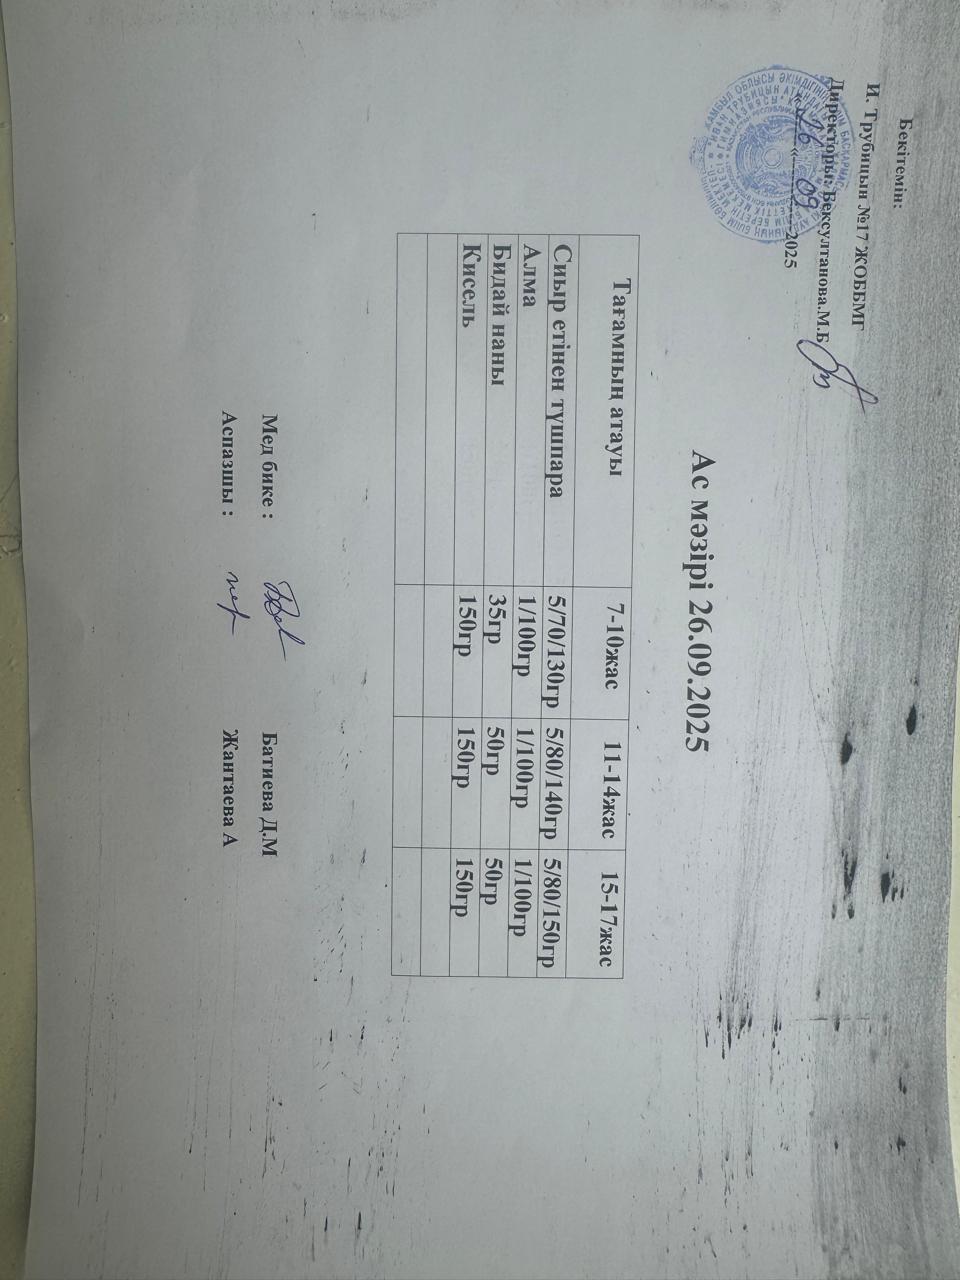 Бекітемін:
И. Трубицын №17 ЖОББМГ
Директоры: Бексултанова.М.Б
«26 « 09 2025
Ас мәзірі 26.09.2025
Тағамның атауы 7-10жас 11-14жас 15-17жас
Сиыр етінен түшпара 5/70/130гр 5/80/140гр 5/80/150гр
Алма 1/100гр 1/100гр 1/100гр
Бидай наны 35гр 50гр 50гр
Кисель 150гр 150гр 150гр
Мед бике : Батиева Д.М
Аспазшы : Жантаева А